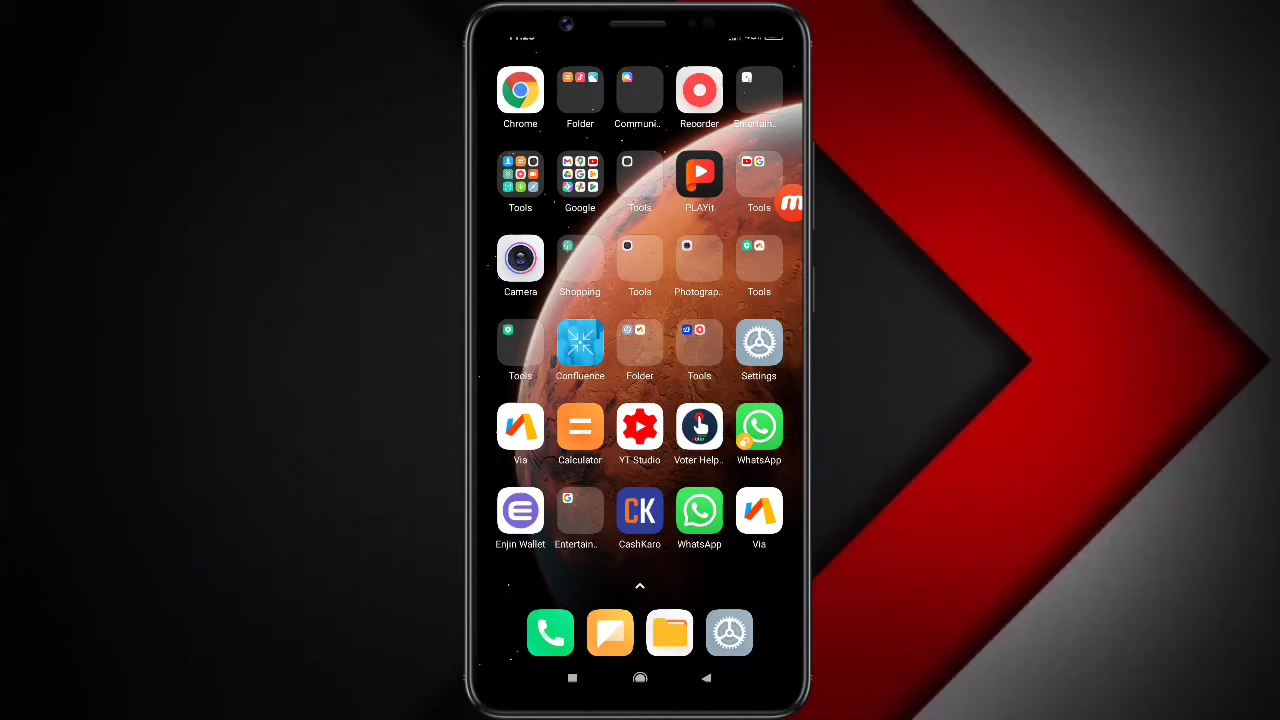 Chrome
Folder
Communi..
Recorder
Entertain..
Tools
Google
Tools
PLAYit
Tools
Camera
Shopping
Tools
Photograp..
Tools
Tools
Confluence
Folder
Tools
Settings
Via
Calculator
YT Studio
Voter Help..
WhatsApp
Enjin Wallet
Entertain..
CK
CashKaro
WhatsApp
Via